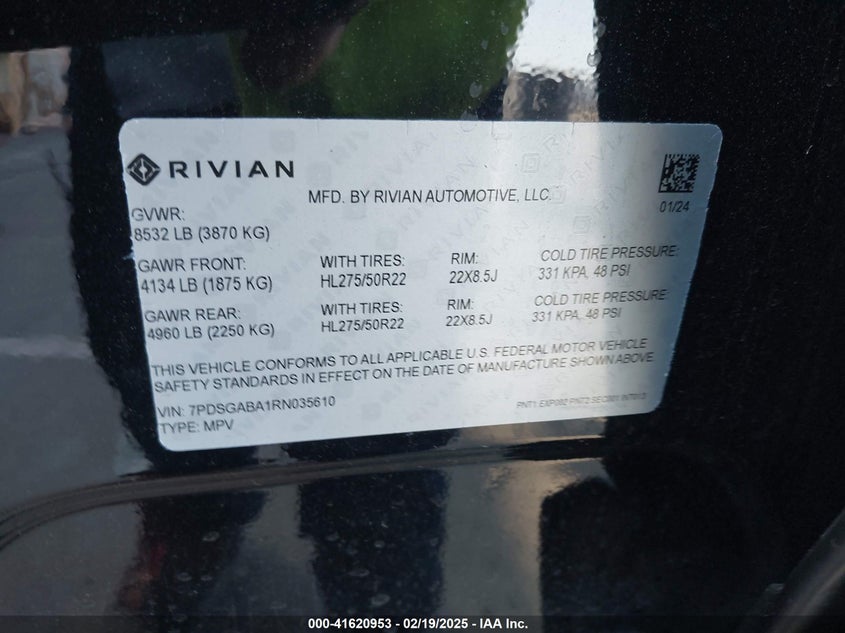 RIVIAN
MFD. BY RIVIAN AUTOMOTIVE, LLC.
01/24
GVWR:
8532 LB (3870 KG)
GAWR FRONT: WITH TIRES: RIM: COLD TIRE PRESSURE:
4134 LB (1875 KG) HL275/50R22 22X8.5J 331 KPA, 48 PSI
GAWR REAR: WITH TIRES: RIM: COLD TIRE PRESSURE:
4960 LB (2250 KG) HL275/50R22 22X8.5J 331 KPA, 48 PSI
THIS VEHICLE CONFORMS TO ALL APPLICABLE U.S. FEDERAL MOTOR VEHICLE
SAFETY STANDARDS IN EFFECT ON THE DATE OF MANUFACTURE SHOWN ABOVE
VIN: 7PDSGABA1RN035610
TYPE: MPV
000-41620953 - 02/19/2025 - IAA Inc.